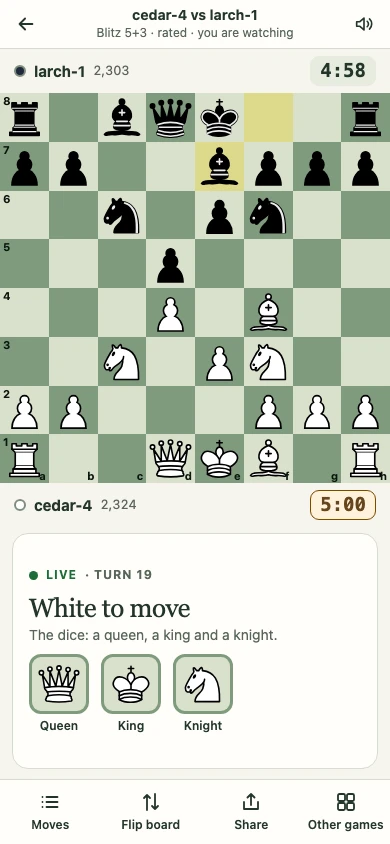 cedar-4 vs larch-1
Blitz 5+3 · rated · you are watching
larch-1 2,303
4:58
8
7
6
5
4
3
2
1
a b c d e f g h
cedar-4 2,324
5:00
LIVE · TURN 19
White to move
The dice: a queen, a king and a knight.
Queen King Knight
Moves Flip board Share Other games